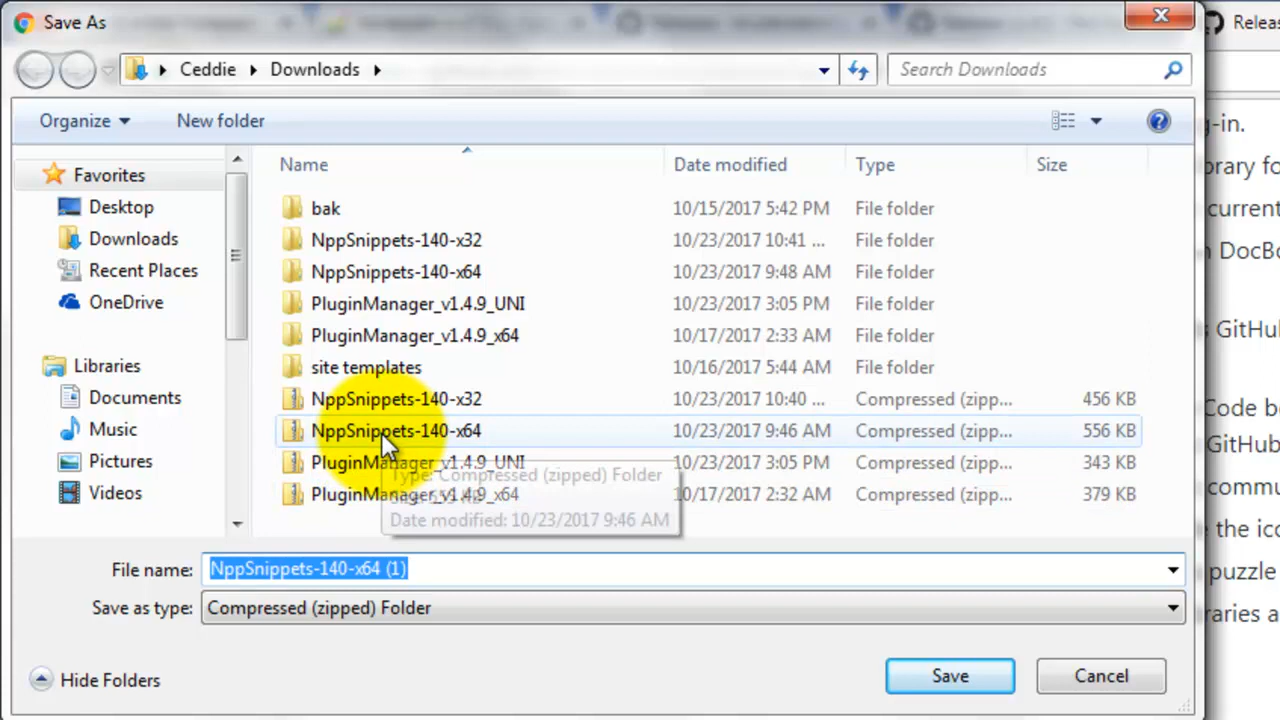 Save As
Relea
Ceddie Downloads
Search Downloads
Organize New folder
Name Date modified Type Size
Favorites
Desktop
Downloads
Recent Places
OneDrive
Libraries
Documents
Music
Pictures
Videos
bak 10/15/2017 5:42 PM File folder
NppSnippets-140-x32 10/23/2017 10:41 ... File folder
NppSnippets-140-x64 10/23/2017 9:48 AM File folder
PluginManager_v1.4.9_UNI 10/23/2017 3:05 PM File folder
PluginManager_v1.4.9_x64 10/17/2017 2:33 AM File folder
site templates 10/16/2017 5:44 AM File folder
NppSnippets-140-x32 10/23/2017 10:40 ... Compressed (zipp... 456 KB
NppSnippets-140-x64 10/23/2017 9:46 AM Compressed (zipp... 556 KB
PluginManager_v1.4.9_UNI 10/23/2017 3:05 PM Compressed (zipp... 343 KB
PluginManager_v1.4.9_x64 10/17/2017 2:32 AM Compressed (zipp... 379 KB
Type: Compressed (zipped) Folder
Date modified: 10/23/2017 9:46 AM
File name: NppSnippets-140-x64 (1)
Save as type: Compressed (zipped) Folder
Hide Folders
Save Cancel
g-in.
brary fo
current
n DocBo
GitHub
Code b
GitHub
commu
e the ico
puzzle
raries a